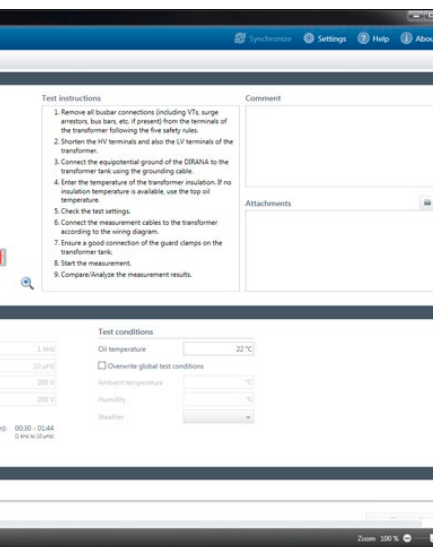 Synchronize Settings Help Abou
Test instructions
Comment
1. Remove all busbar connections (including VTs, surge
arrestors, bus bars, etc. if present) from the terminals of
the transformer following the five safety rules.
2. Shorten the HV terminals and also the LV terminals of the
transformer.
3. Connect the equipotential ground of the DIRANA to the
transformer tank using the grounding cable.
4. Enter the temperature of the transformer insulation. If no
insulation temperature is available, use the top oil
temperature.
5. Check the test settings.
6. Connect the measurement cables to the transformer
according to the wiring diagram.
7. Ensure a good connection of the guard clamps on the
transformer tank.
8. Start the measurement.
9. Compare/Analyze the measurement results.
Attachments
Test conditions
1 kHz
Oil temperature 22 °C
10 µHz
Overwrite global test conditions
200 V
Ambient temperature °C
200 V
Humidity %
Weather
00:30 - 01:44
(1 kHz to 10 µHz)
Zoom 100 %